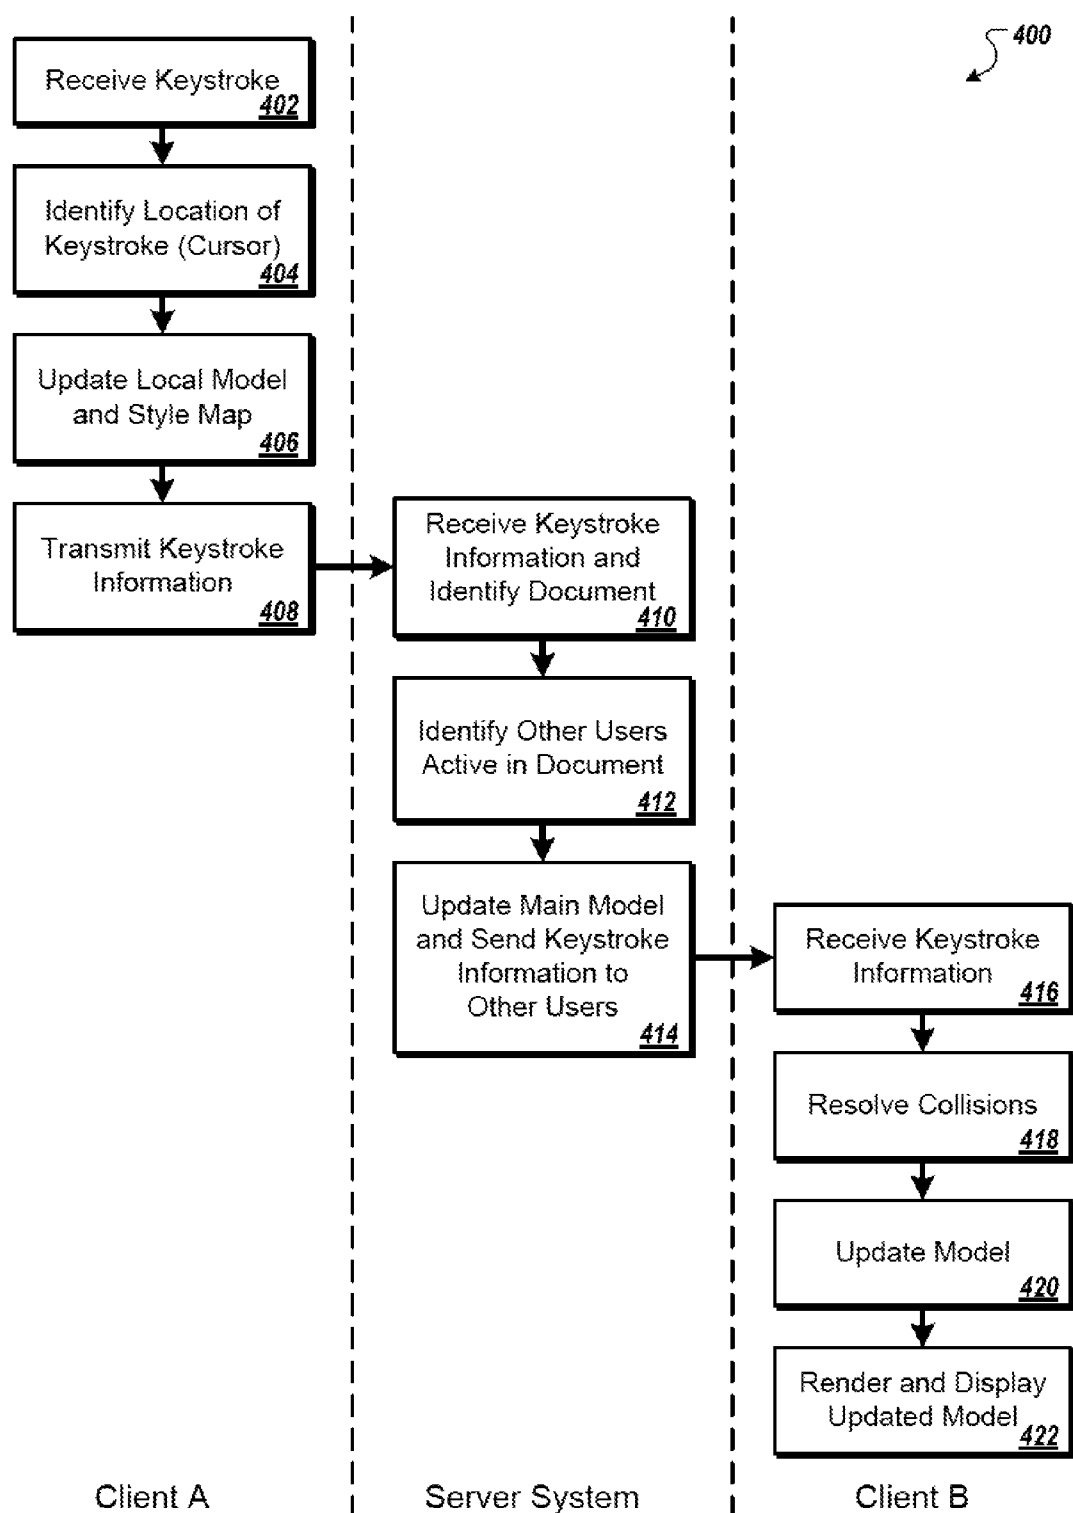 400
Receive Keystroke
402
Identify Location of
Keystroke (Cursor)
404
Update Local Model
and Style Map
406
Transmit Keystroke
Information
408
Receive Keystroke
Information and
Identify Document
410
Identify Other Users
Active in Document
412
Update Main Model
and Send Keystroke
Information to
Other Users
414
Receive Keystroke
Information
416
Resolve Collisions
418
Update Model
420
Render and Display
Updated Model
422
Client A
Server System
Client B